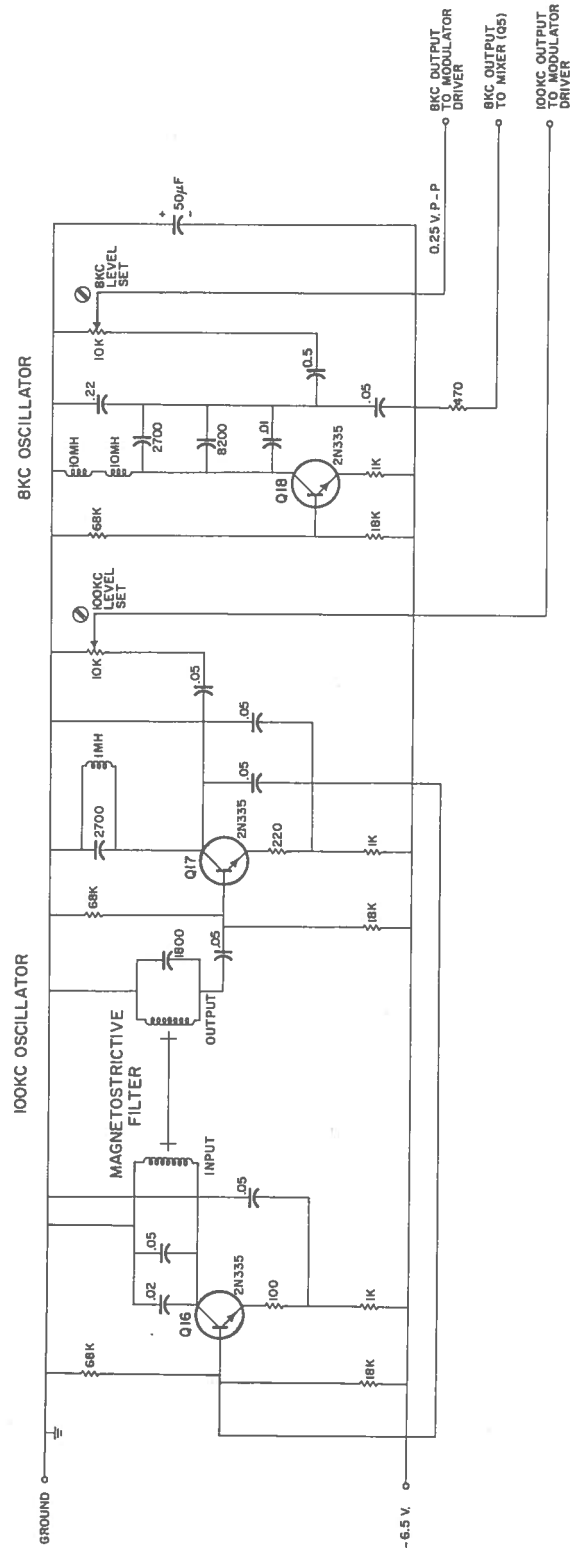 100KC OSCILLATOR
8KC OSCILLATOR
GROUND
-6.5 V.
68K
18K
Q16
2N335
.02
.05
100
1K
.05
MAGNETOSTRICTIVE
FILTER
INPUT
OUTPUT
1800
.05
68K
18K
Q17
2N335
2700
1MH
220
1K
.05
.05
.05
10K
100KC
LEVEL
SET
68K
18K
Q18
2N335
1K
10MH
10MH
2700
8200
.01
.22
0.5
.05
470
10K
8KC
LEVEL
SET
+
50µF
-
0.25 V. P-P
8KC OUTPUT
TO MODULATOR
DRIVER
8KC OUTPUT
TO MIXER (Q5)
100KC OUTPUT
TO MODULATOR
DRIVER